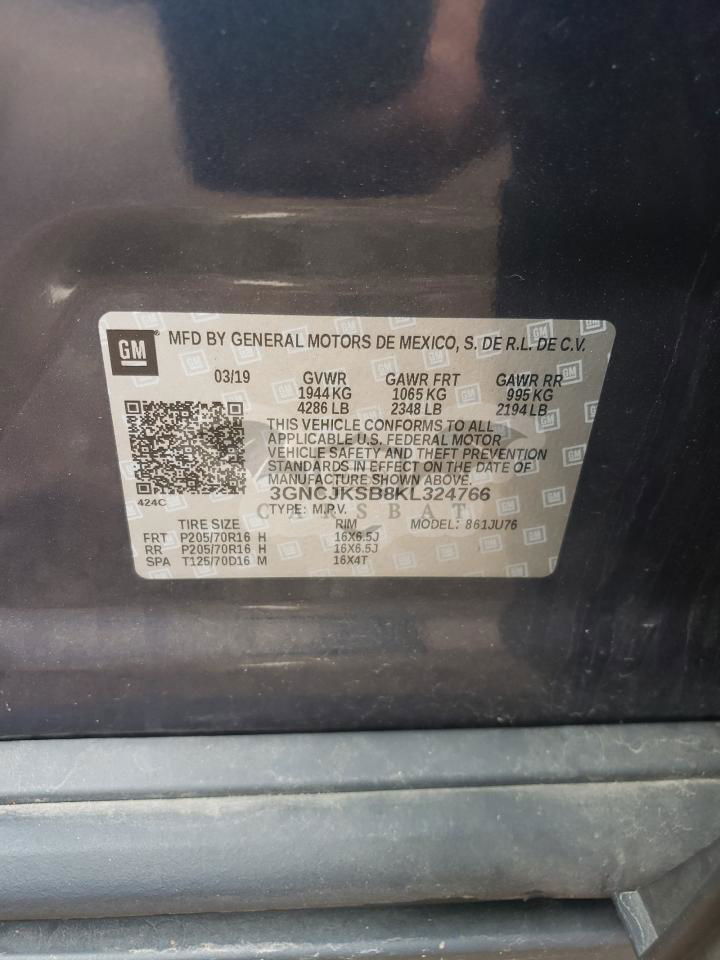 GM
MFD BY GENERAL MOTORS DE MEXICO, S. DE R.L. DE C.V.
03/19 GVWR GAWR FRT GAWR RR
1944 KG 1065 KG 995 KG
4286 LB 2348 LB 2194 LB
THIS VEHICLE CONFORMS TO ALL
APPLICABLE U.S. FEDERAL MOTOR
VEHICLE SAFETY AND THEFT PREVENTION
STANDARDS IN EFFECT ON THE DATE OF
MANUFACTURE SHOWN ABOVE.
424C
3GNCJKSB8KL324766
TYPE: M.P.V.
CARSBAT
TIRE SIZE RIM MODEL: 861JU76
FRT P205/70R16 H 16X6.5J
RR P205/70R16 H 16X6.5J
SPA T125/70D16 M 16X4T